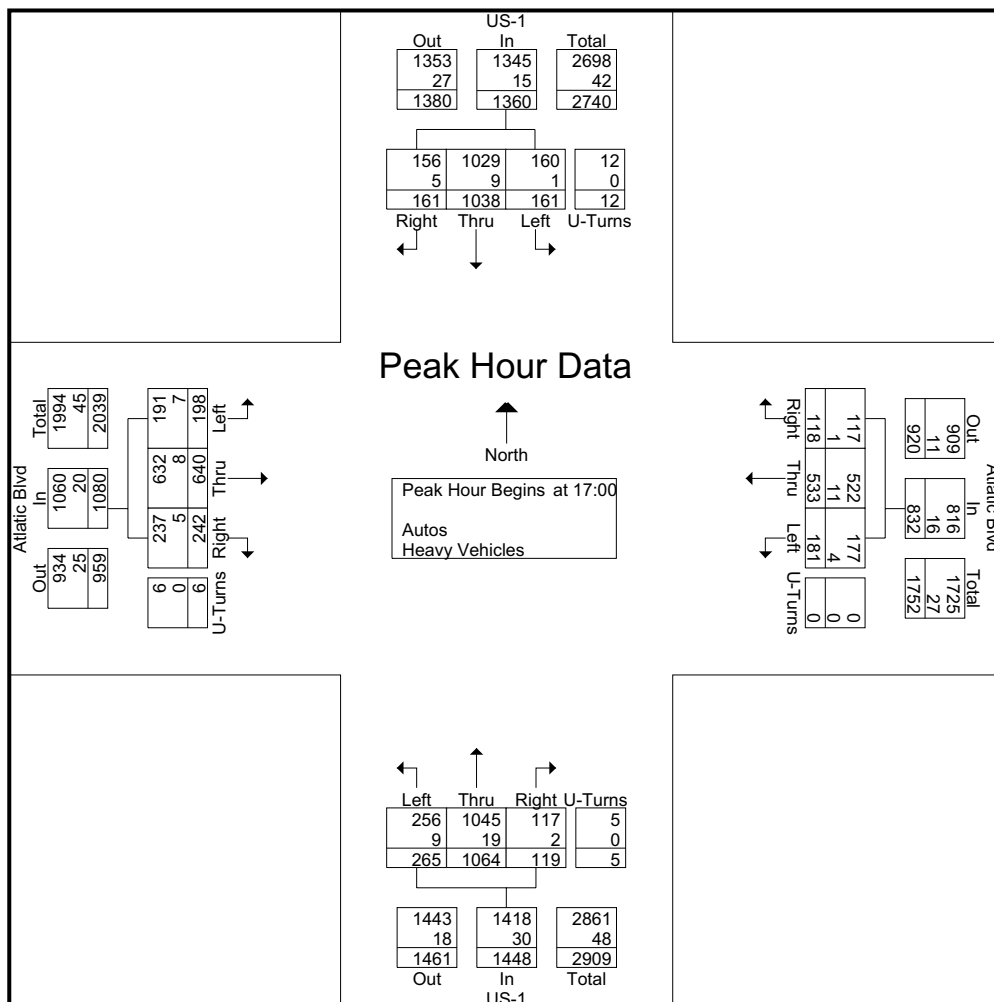 US-1
Out In Total
1353 1345 2698
27 15 42
1380 1360 2740
156 1029 160 12
5 9 1 0
161 1038 161 12
Right Thru Left U-Turns
Peak Hour Data
North
Peak Hour Begins at 17:00
Autos
Heavy Vehicles
Atlatic Blvd
Out In Total
934 1060 1994
25 20 45
959 1080 2039
U-Turns Right Thru Left
6 237 632 191
0 5 8 7
6 242 640 198
Atlatic Blvd
Out In Total
909 816 1725
11 16 27
920 832 1752
117 522 177 0
1 11 4 0
118 533 181 0
Right Thru Left U-Turns
Left Thru Right U-Turns
256 1045 117 5
9 19 2 0
265 1064 119 5
1443 1418 2861
18 30 48
1461 1448 2909
Out In Total
US-1